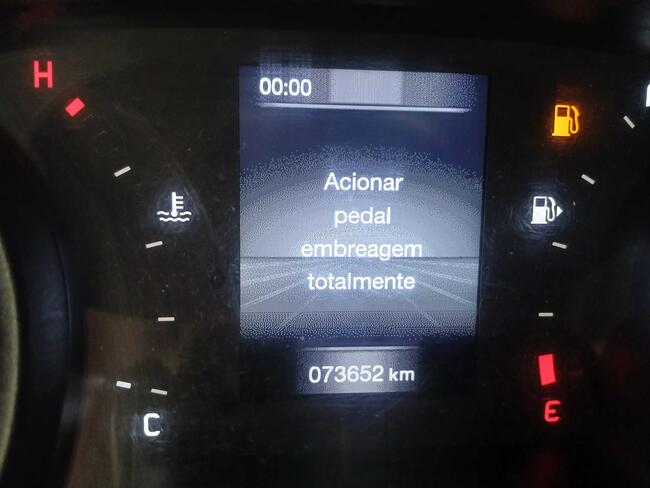 H
00:00
Acionar
pedal
embreagem
totalmente
073652 km
C
E